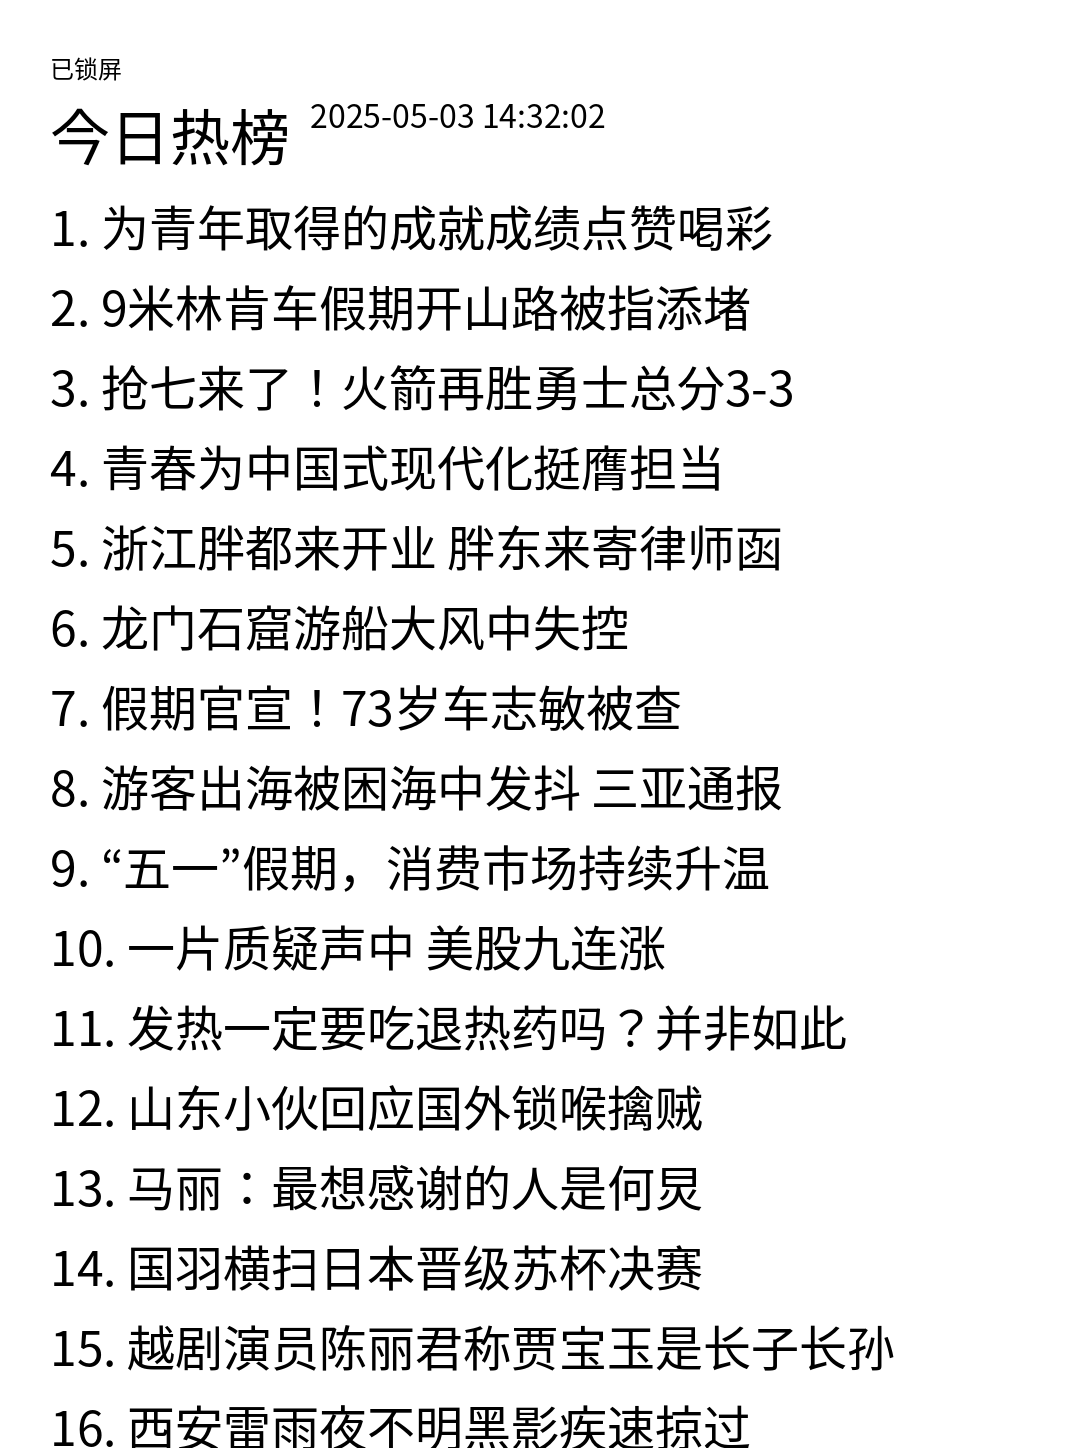 已锁屏
今日热榜 2025-05-03 14:32:02
1. 为青年取得的成就成绩点赞喝彩
2. 9米林肯车假期开山路被指添堵
3. 抢七来了！火箭再胜勇士总分3-3
4. 青春为中国式现代化挺膺担当
5. 浙江胖都来开业 胖东来寄律师函
6. 龙门石窟游船大风中失控
7. 假期官宣！73岁车志敏被查
8. 游客出海被困海中发抖 三亚通报
9. “五一”假期，消费市场持续升温
10. 一片质疑声中 美股九连涨
11. 发热一定要吃退热药吗？并非如此
12. 山东小伙回应国外锁喉擒贼
13. 马丽：最想感谢的人是何炅
14. 国羽横扫日本晋级苏杯决赛
15. 越剧演员陈丽君称贾宝玉是长子长孙
16. 西安雷雨夜不明黑影疾速掠过